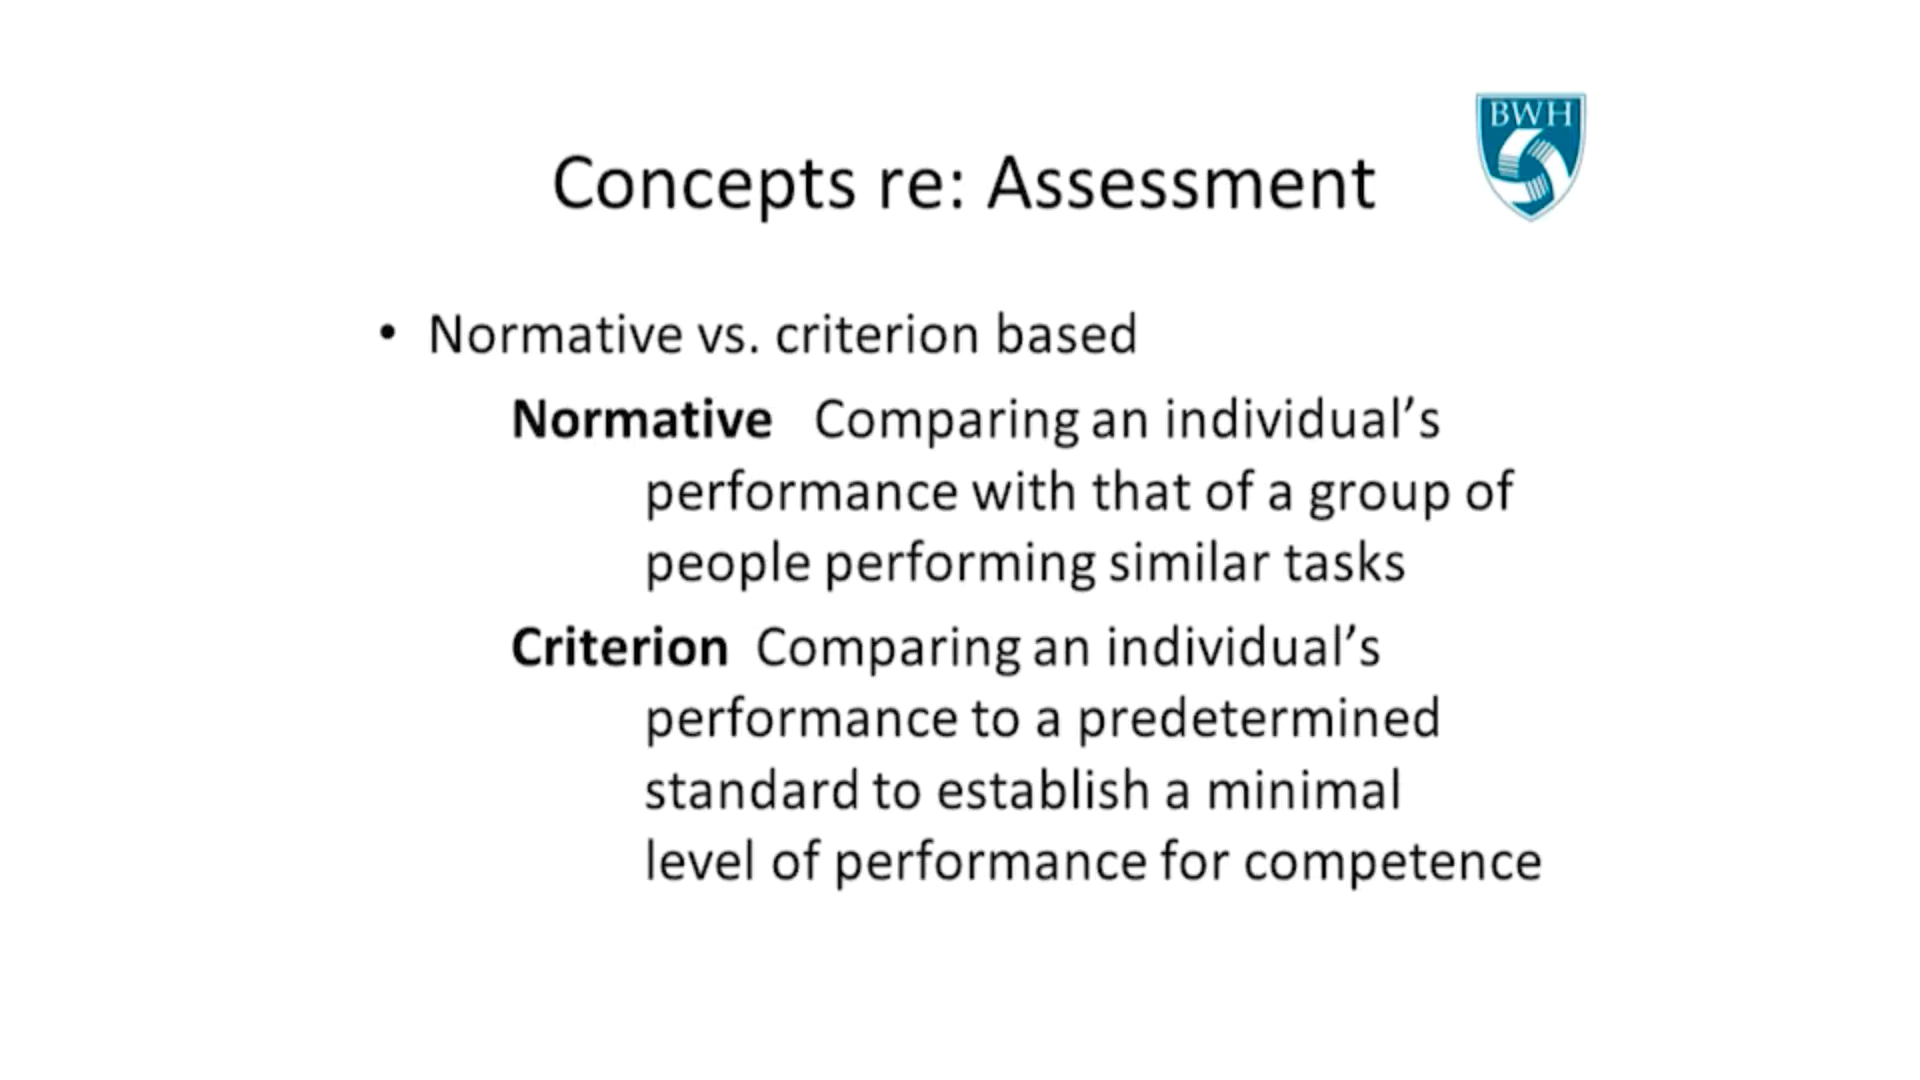 BWH
Concepts re: Assessment
• Normative vs. criterion based
Normative Comparing an individual’s
performance with that of a group of
people performing similar tasks
Criterion Comparing an individual’s
performance to a predetermined
standard to establish a minimal
level of performance for competence